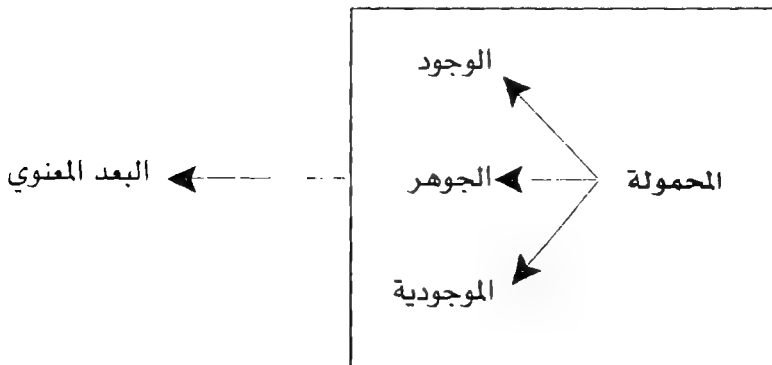 الوجود
المحمولة الجوهر البعد المعنوي
الموجودية